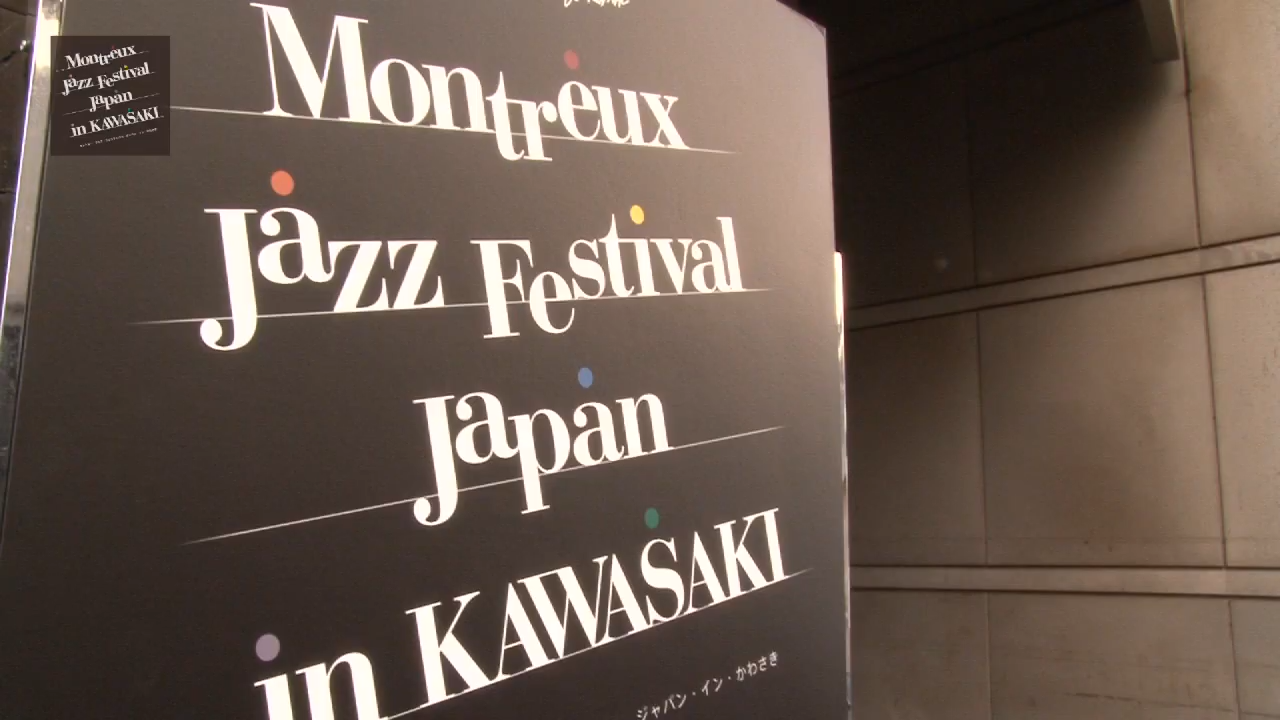 Montreux
Jazz Festival
Japan
in KAWASAKI
Montreux
Jazz Festival
Japan
in KAWASAKI
ジャパン・イン・かわさき